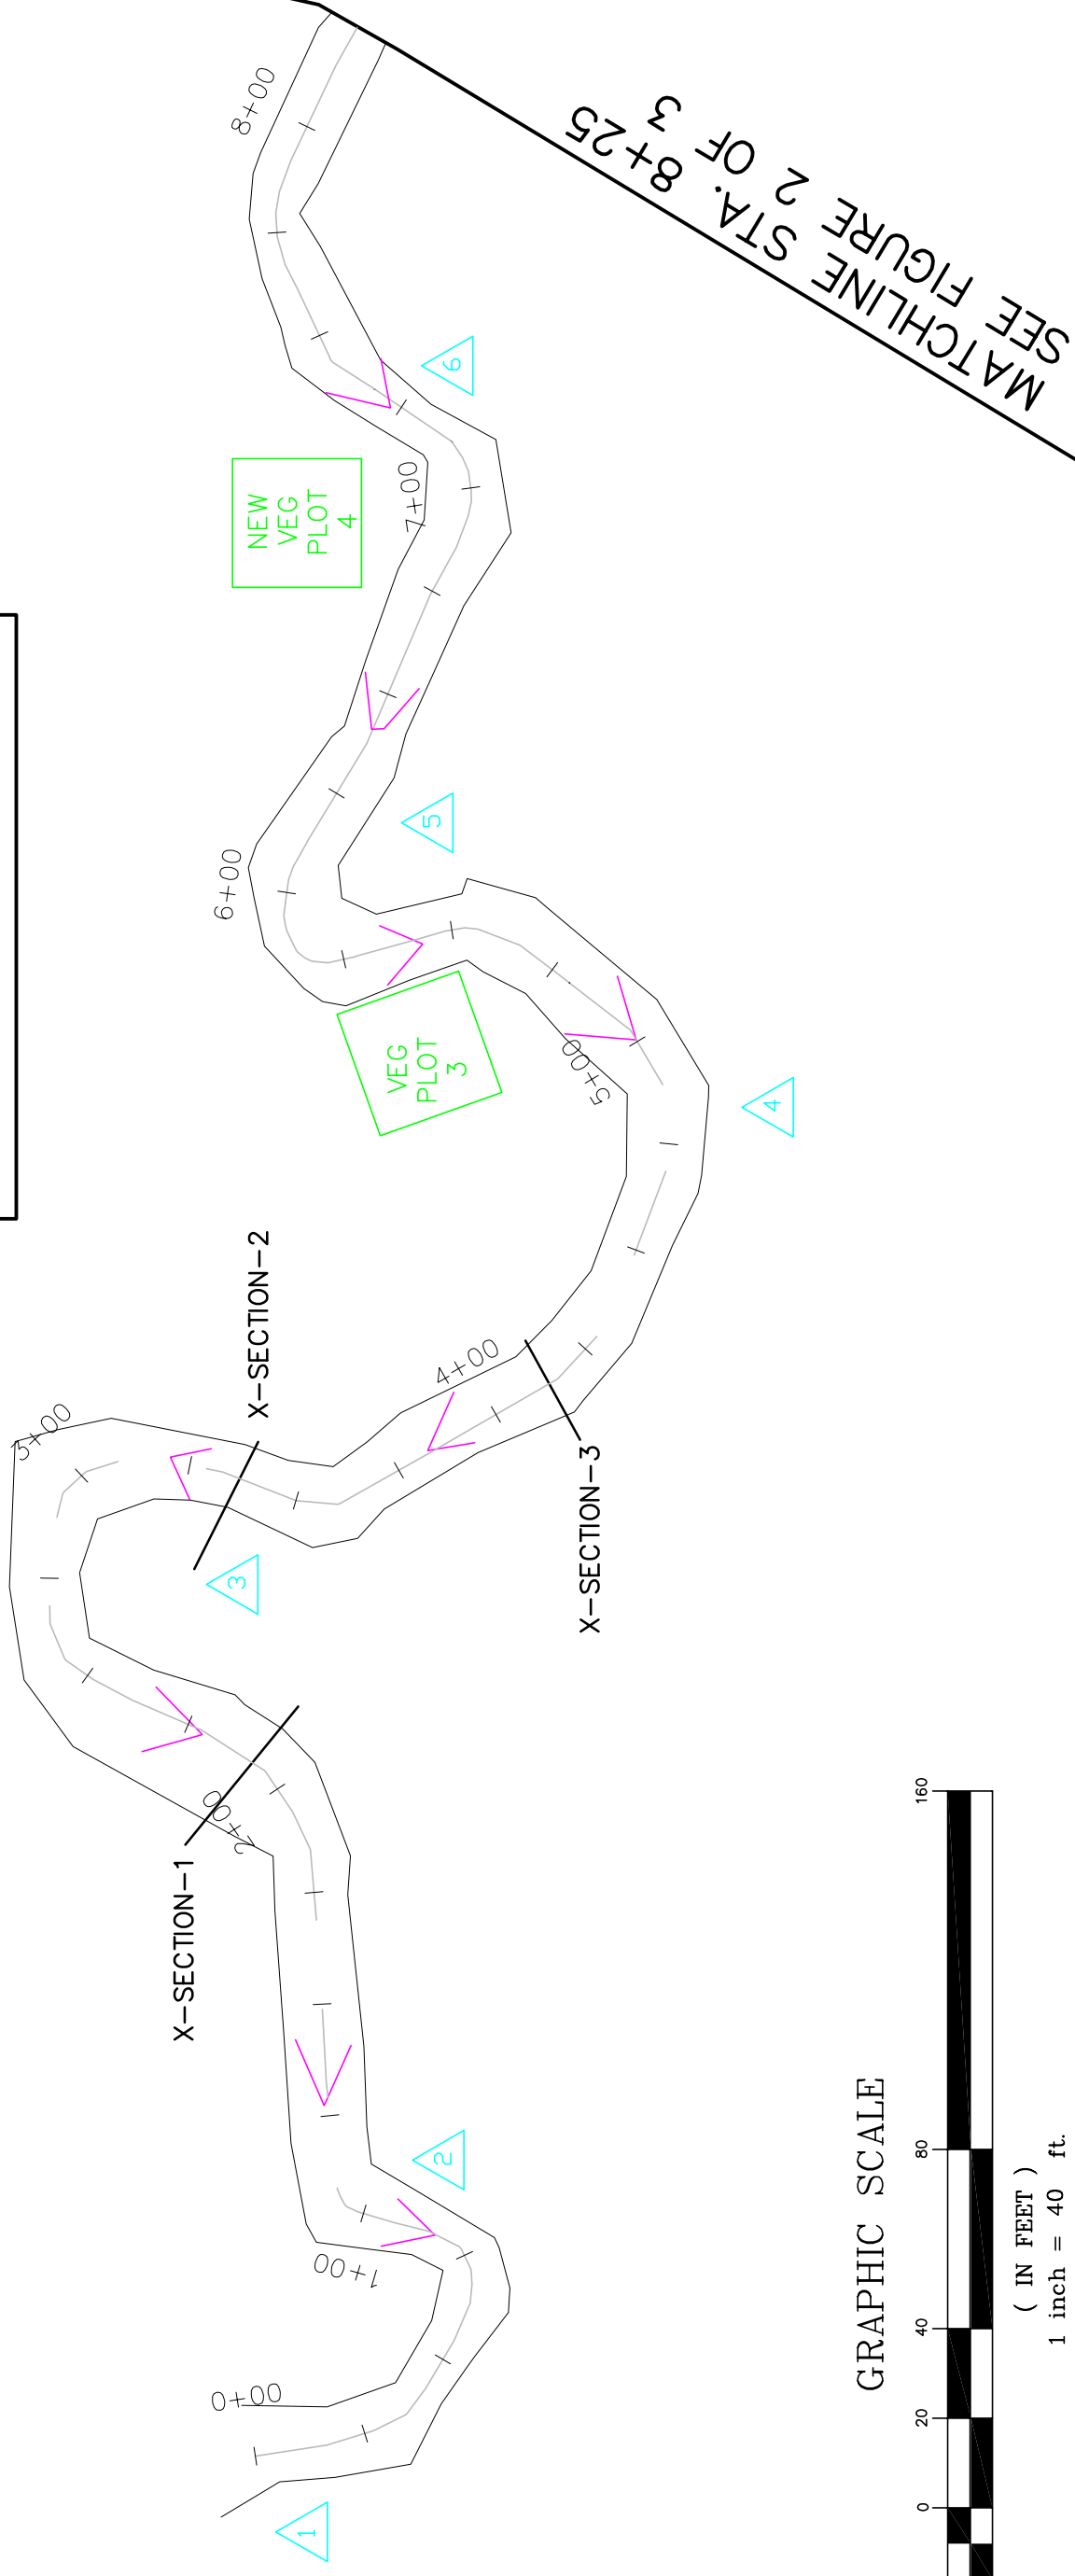 0+00
1+00
2+00
3+00
4+00
5+00
6+00
7+00
8+00
X-SECTION-1
X-SECTION-2
X-SECTION-3
VEG
PLOT
3
NEW
VEG
PLOT
4
1
2
3
4
5
6
MATCHLINE STA. 8+25
SEE FIGURE 2 OF 3
GRAPHIC SCALE
0 20 40 80 160
( IN FEET )
1 inch = 40 ft.